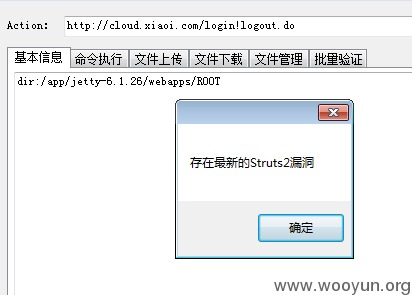 Action: http://cloud.xiaoi.com/login!logout.do
基本信息 命令执行 文件上传 文件下载 文件管理 批量验证
dir:/app/jetty-6.1.26/webapps/ROOT
存在最新的Struts2漏洞
确定
www.wooyun.org